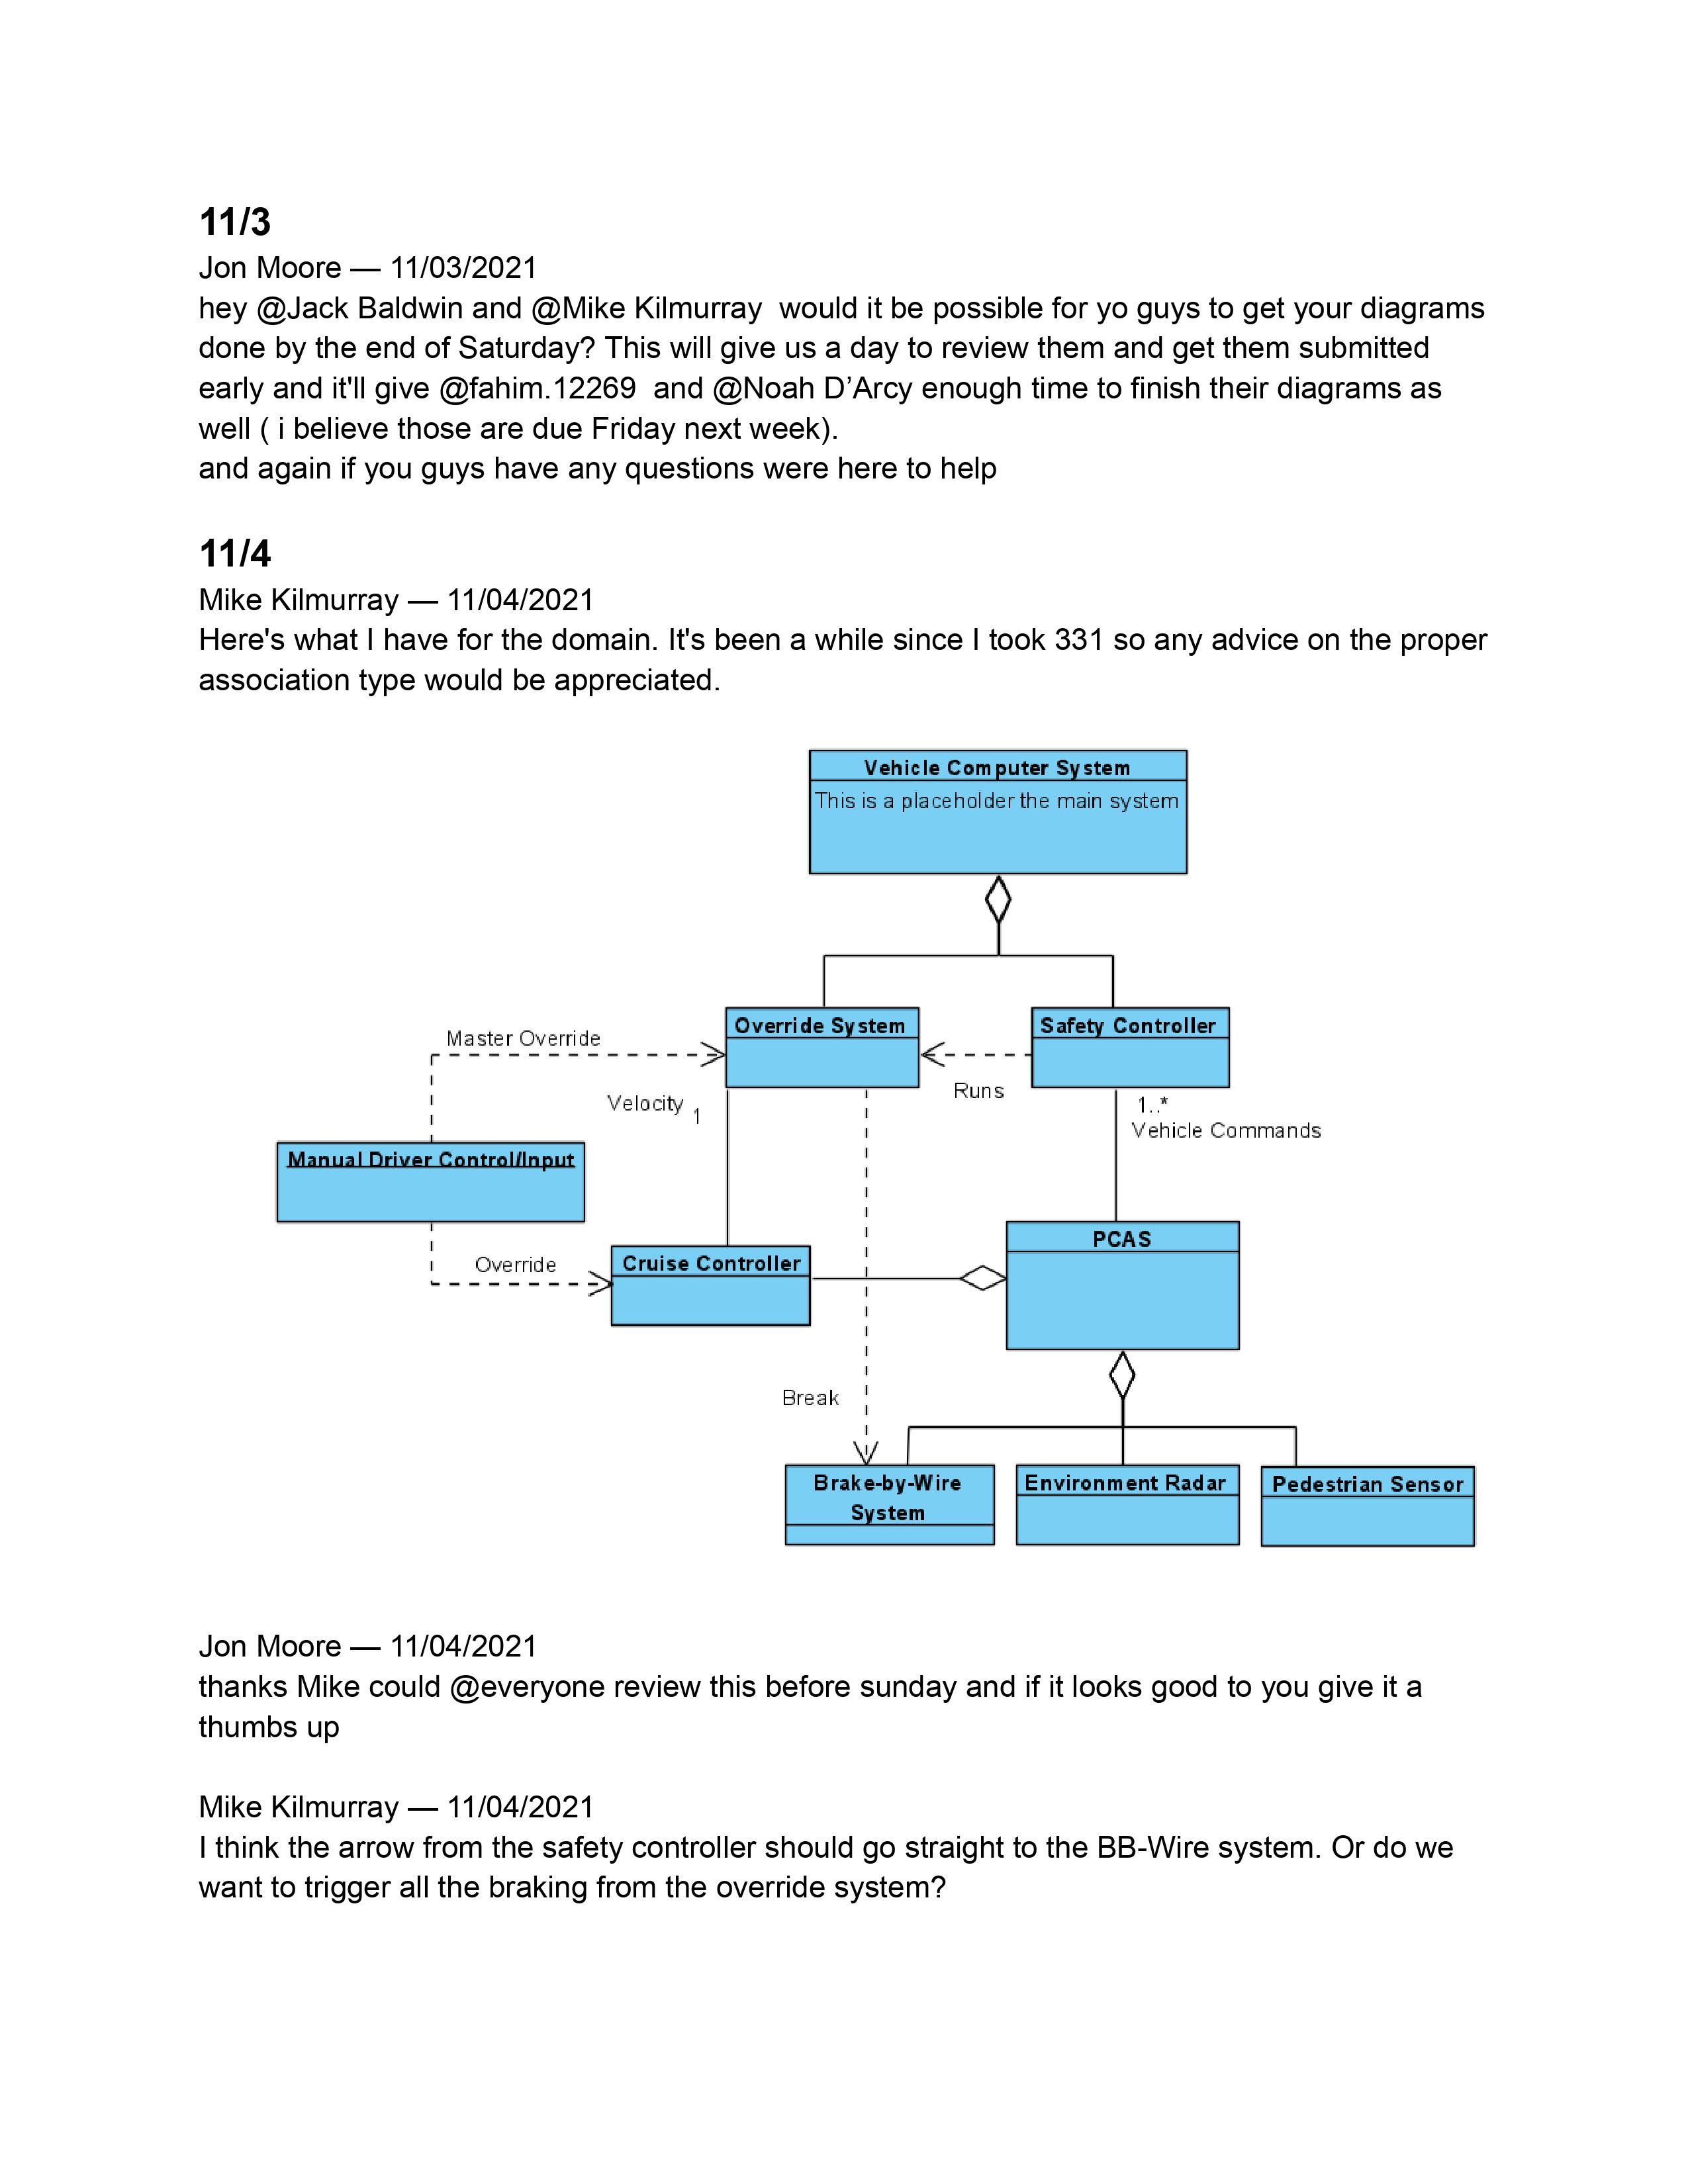 11/3
Jon Moore — 11/03/2021
hey @Jack Baldwin and @Mike Kilmurray  would it be possible for yo guys to get your diagrams
done by the end of Saturday? This will give us a day to review them and get them submitted
early and it'll give @fahim.12269  and @Noah D’Arcy enough time to finish their diagrams as
well ( i believe those are due Friday next week).
and again if you guys have any questions were here to help
11/4
Mike Kilmurray — 11/04/2021
Here's what I have for the domain. It's been a while since I took 331 so any advice on the proper
association type would be appreciated.
Vehicle Computer System
This is a placeholder the main system
Override System
Safety Controller
Master Override
Runs
Velocity
1
1..*
Vehicle Commands
Manual Driver Control/Input
PCAS
Override
Cruise Controller
Break
Brake-by-Wire
System
Environment Radar
Pedestrian Sensor
Jon Moore — 11/04/2021
thanks Mike could @everyone review this before sunday and if it looks good to you give it a
thumbs up
Mike Kilmurray — 11/04/2021
I think the arrow from the safety controller should go straight to the BB-Wire system. Or do we
want to trigger all the braking from the override system?